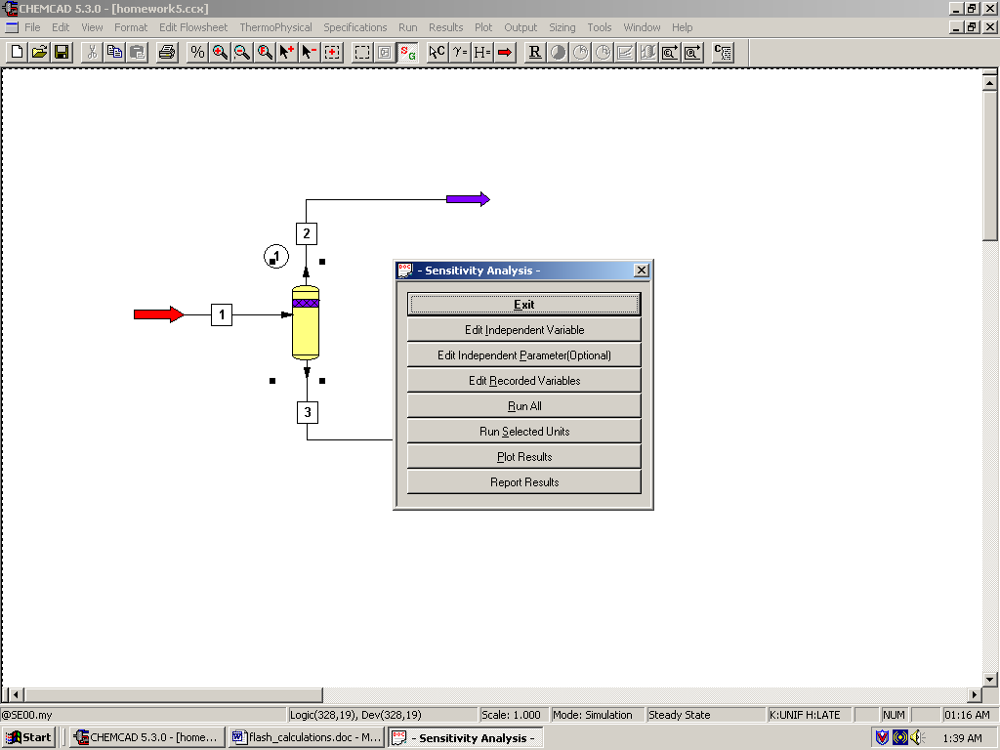 CHEMCAD 5.3.0 - [homework5.ccx]
File Edit View Format Edit Flowsheet ThermoPhysical Specifications Run Results Plot Output Sizing Tools Window Help
% S G C γ= H= R C
2
1
1
3
- Sensitivity Analysis -
Exit
Edit Independent Variable
Edit Independent Parameter(Optional)
Edit Recorded Variables
Run All
Run Selected Units
Plot Results
Report Results
@SE00.my Logic(328,19), Dev(328,19) Scale: 1.000 Mode: Simulation Steady State K:UNIF H:LATE NUM 01:16 AM
Start CHEMCAD 5.3.0 - [home... flash_calculations.doc - M... - Sensitivity Analysis - 1:39 AM